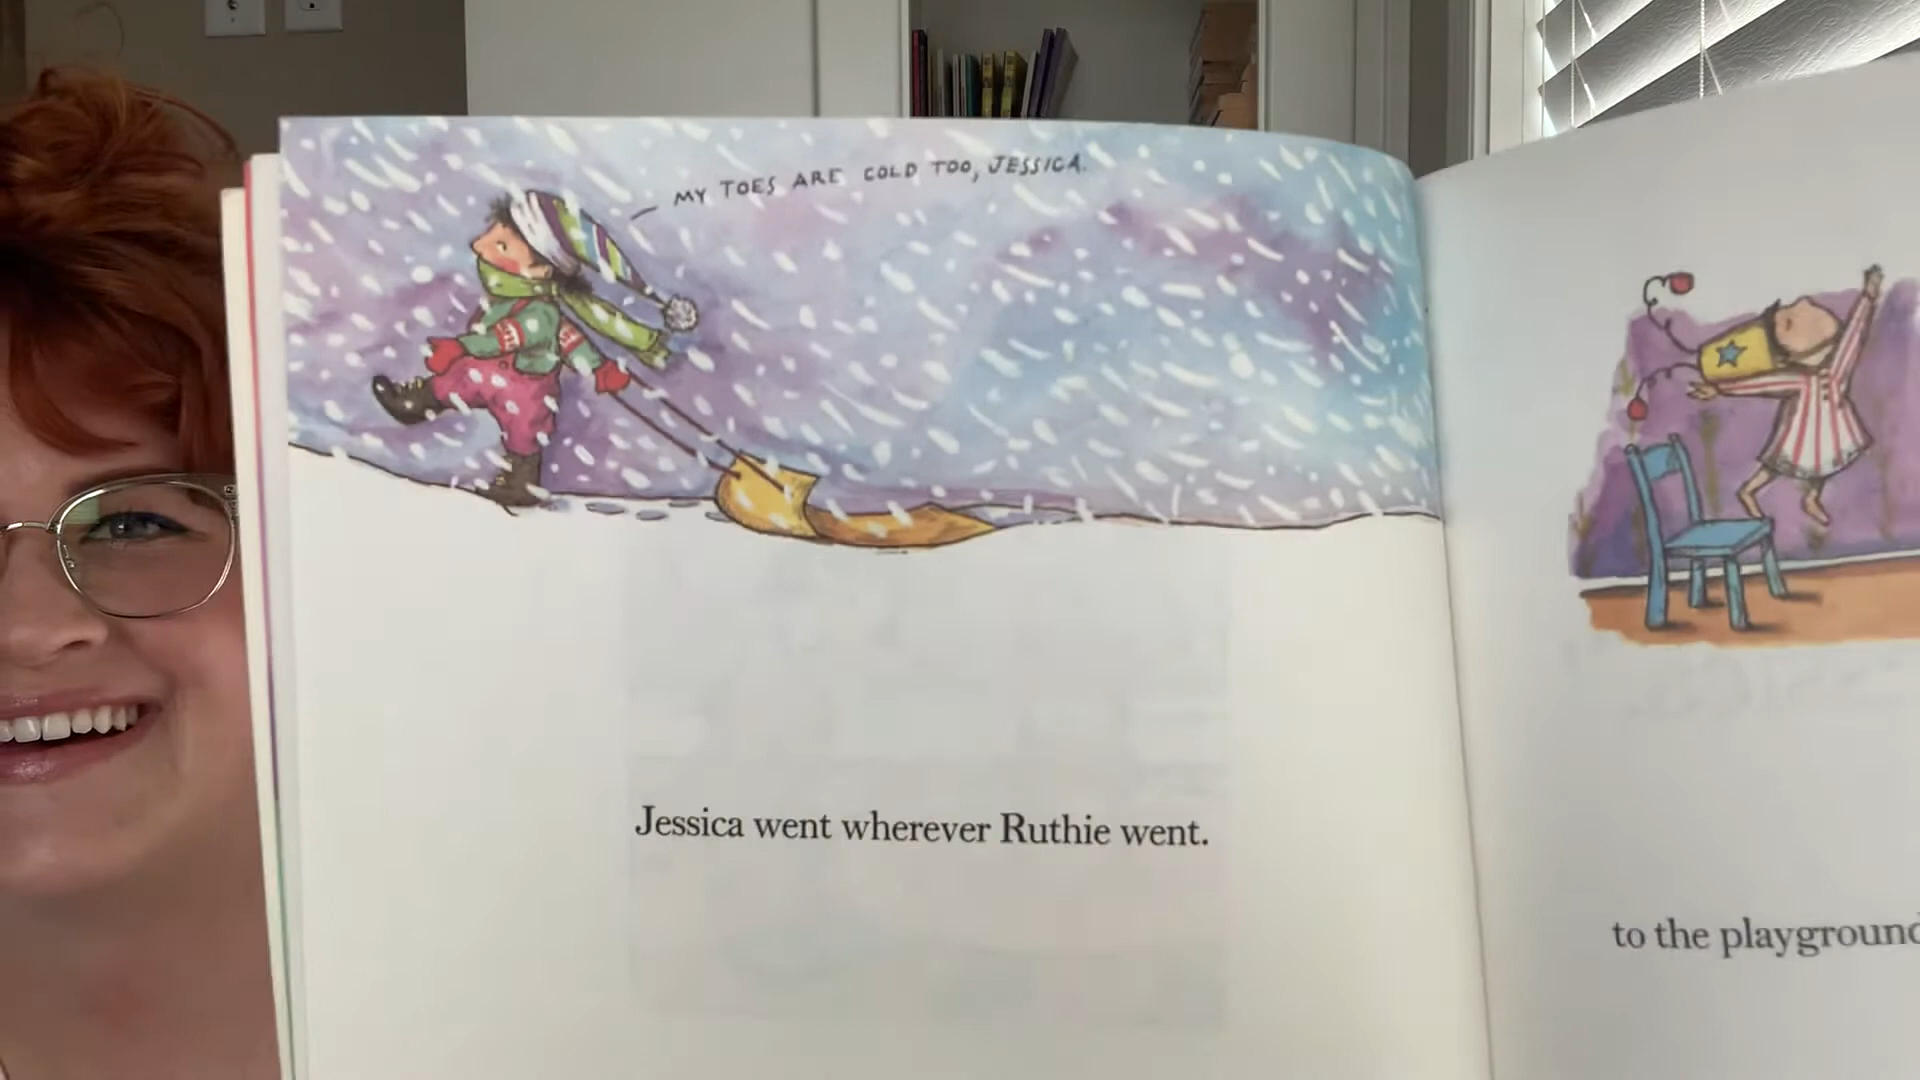 MY TOES ARE COLD TOO, JESSICA.
Jessica went wherever Ruthie went.
to the playground